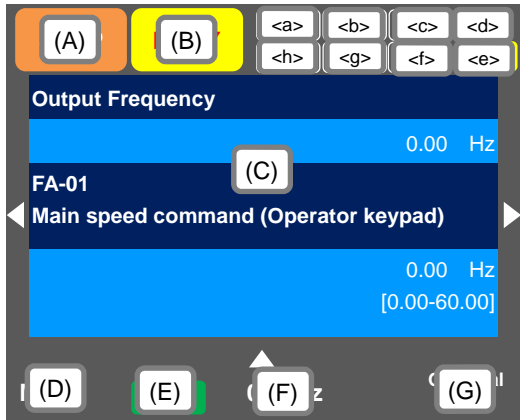 (A) (B) <a> <b> <c> <d>
<h> <g> <f> <e>
Output Frequency
0.00 Hz
(C)
FA-01
Main speed command (Operator keypad)
0.00 Hz
[0.00-60.00]
(D) (E) (F) (G)